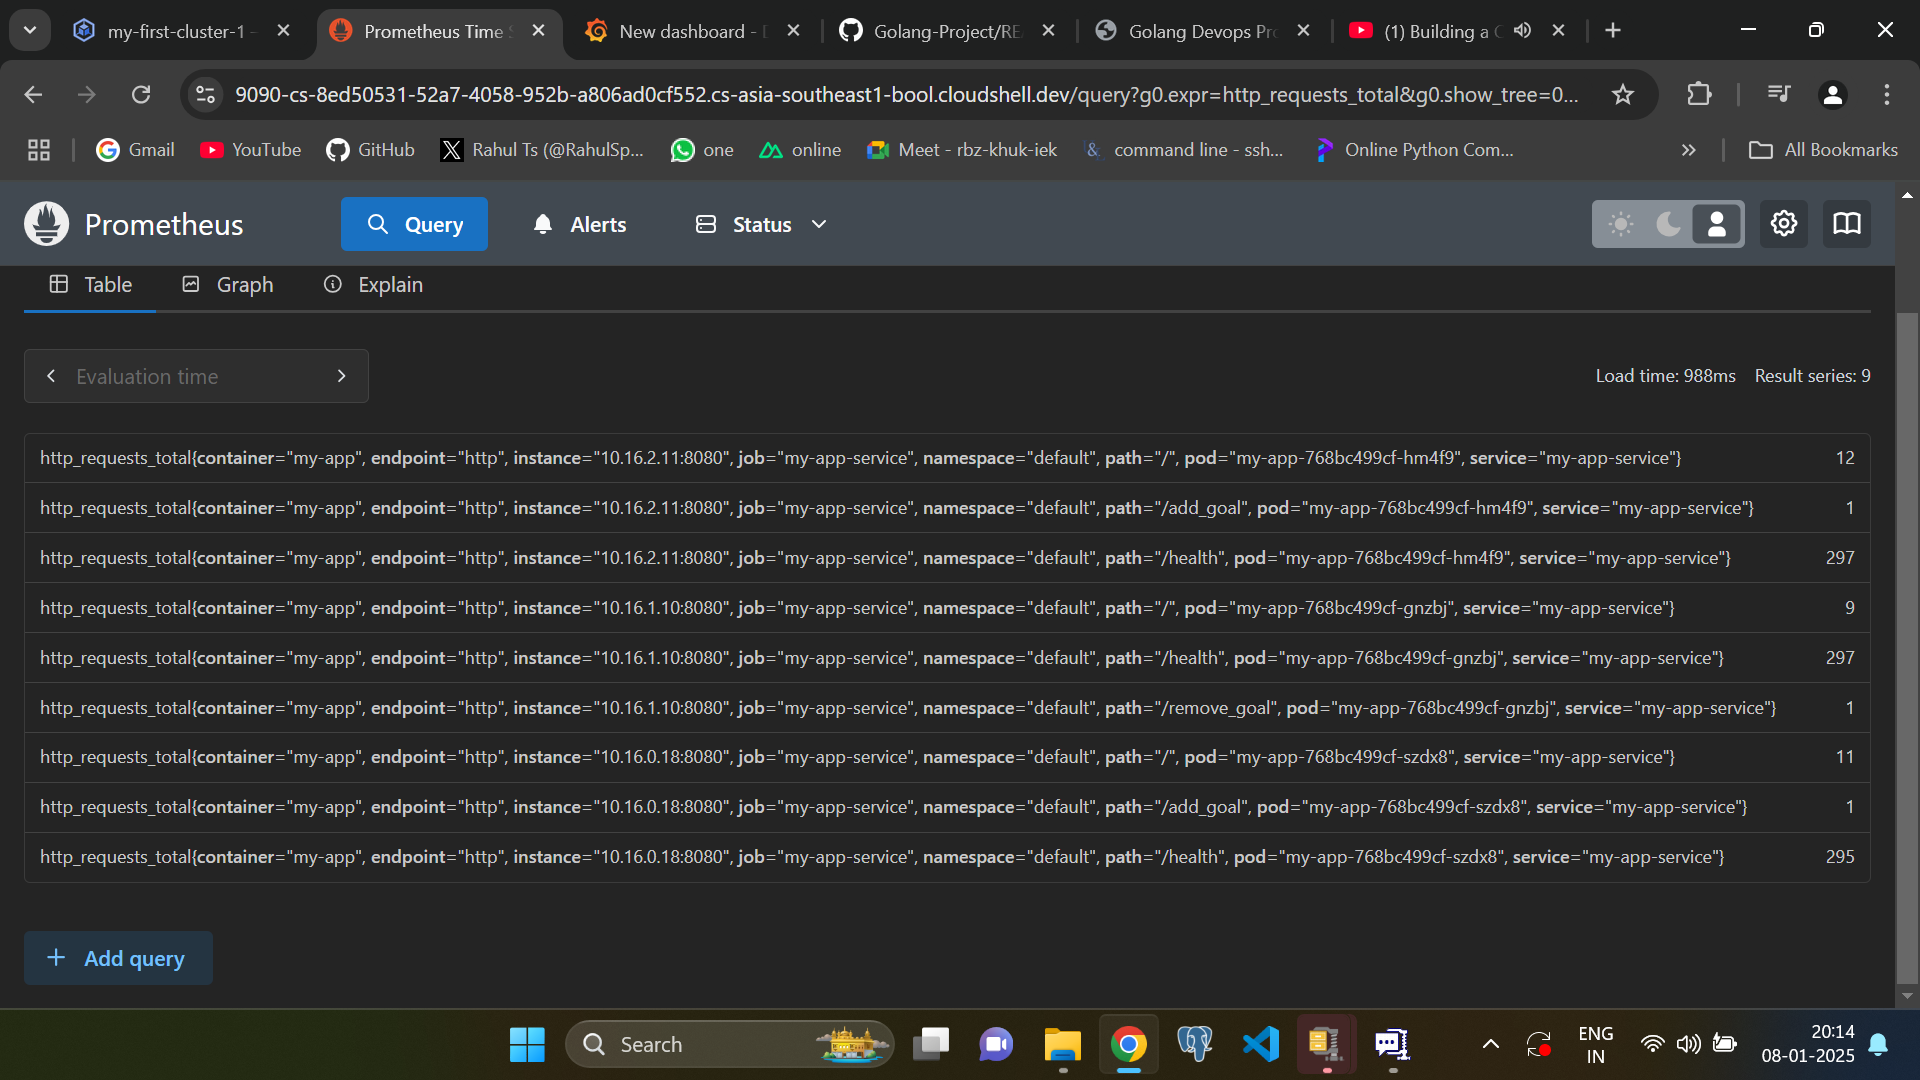 my-first-cluster-1 -
Prometheus Time S
New dashboard - D
Golang-Project/RE
Golang Devops Pro
(1) Building a C
9090-cs-8ed50531-52a7-4058-952b-a806ad0cf552.cs-asia-southeast1-bool.cloudshell.dev/query?g0.expr=http_requests_total&g0.show_tree=0...
Gmail
YouTube
GitHub
Rahul Ts (@RahulSp...
one
online
Meet - rbz-khuk-iek
command line - ssh...
Online Python Com...
All Bookmarks
Prometheus
Query
Alerts
Status
Table
Graph
Explain
Evaluation time
Load time: 988ms
Result series: 9
http_requests_total{container="my-app", endpoint="http", instance="10.16.2.11:8080", job="my-app-service", namespace="default", path="/", pod="my-app-768bc499cf-hm4f9", service="my-app-service"} 12
http_requests_total{container="my-app", endpoint="http", instance="10.16.2.11:8080", job="my-app-service", namespace="default", path="/add_goal", pod="my-app-768bc499cf-hm4f9", service="my-app-service"} 1
http_requests_total{container="my-app", endpoint="http", instance="10.16.2.11:8080", job="my-app-service", namespace="default", path="/health", pod="my-app-768bc499cf-hm4f9", service="my-app-service"} 297
http_requests_total{container="my-app", endpoint="http", instance="10.16.1.10:8080", job="my-app-service", namespace="default", path="/", pod="my-app-768bc499cf-gnzbj", service="my-app-service"} 9
http_requests_total{container="my-app", endpoint="http", instance="10.16.1.10:8080", job="my-app-service", namespace="default", path="/health", pod="my-app-768bc499cf-gnzbj", service="my-app-service"} 297
http_requests_total{container="my-app", endpoint="http", instance="10.16.1.10:8080", job="my-app-service", namespace="default", path="/remove_goal", pod="my-app-768bc499cf-gnzbj", service="my-app-service"} 1
http_requests_total{container="my-app", endpoint="http", instance="10.16.0.18:8080", job="my-app-service", namespace="default", path="/", pod="my-app-768bc499cf-szdx8", service="my-app-service"} 11
http_requests_total{container="my-app", endpoint="http", instance="10.16.0.18:8080", job="my-app-service", namespace="default", path="/add_goal", pod="my-app-768bc499cf-szdx8", service="my-app-service"} 1
http_requests_total{container="my-app", endpoint="http", instance="10.16.0.18:8080", job="my-app-service", namespace="default", path="/health", pod="my-app-768bc499cf-szdx8", service="my-app-service"} 295
Add query
Search
ENG
IN
20:14
08-01-2025